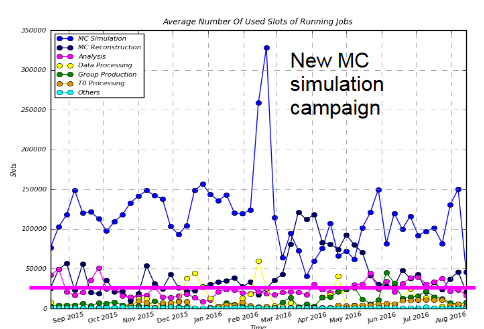 Average Number Of Used Slots of Running Jobs
350000
300000
250000
200000
150000
100000
50000
0
Slots
MC Simulation
MC Reconstruction
Analysis
Data Processing
Group Production
T0 Processing
Others
New MC
simulation
campaign
Sep 2015
Oct 2015
Nov 2015
Dec 2015
Jan 2016
Feb 2016
Mar 2016
Apr 2016
May 2016
Jun 2016
Jul 2016
Aug 2016
Time